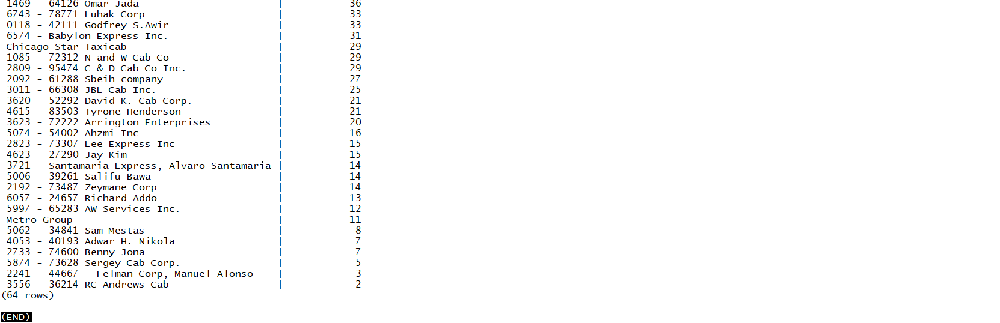 1469 - 64126 Omar Jada | 36
6743 - 78771 Luhak Corp | 33
0118 - 42111 Godfrey S.Awir | 33
6574 - Babylon Express Inc. | 31
Chicago Star Taxicab | 29
1085 - 72312 N and W Cab Co | 29
2809 - 95474 C & D Cab Co Inc. | 29
2092 - 61288 Sbeih company | 27
3011 - 66308 JBL Cab Inc. | 25
3620 - 52292 David K. Cab Corp. | 21
4615 - 83503 Tyrone Henderson | 21
3623 - 72222 Arrington Enterprises | 20
5074 - 54002 Ahzmi Inc | 16
2823 - 73307 Lee Express Inc | 15
4623 - 27290 Jay Kim | 15
3721 - Santamaria Express, Alvaro Santamaria | 14
5006 - 39261 Salifu Bawa | 14
2192 - 73487 Zeymane Corp | 14
6057 - 24657 Richard Addo | 13
5997 - 65283 AW Services Inc. | 12
Metro Group | 11
5062 - 34841 Sam Mestas | 8
4053 - 40193 Adwar H. Nikola | 7
2733 - 74600 Benny Jona | 7
5874 - 73628 Sergey Cab Corp. | 5
2241 - 44667 - Felman Corp, Manuel Alonso | 3
3556 - 36214 RC Andrews Cab | 2
(64 rows)
(END)